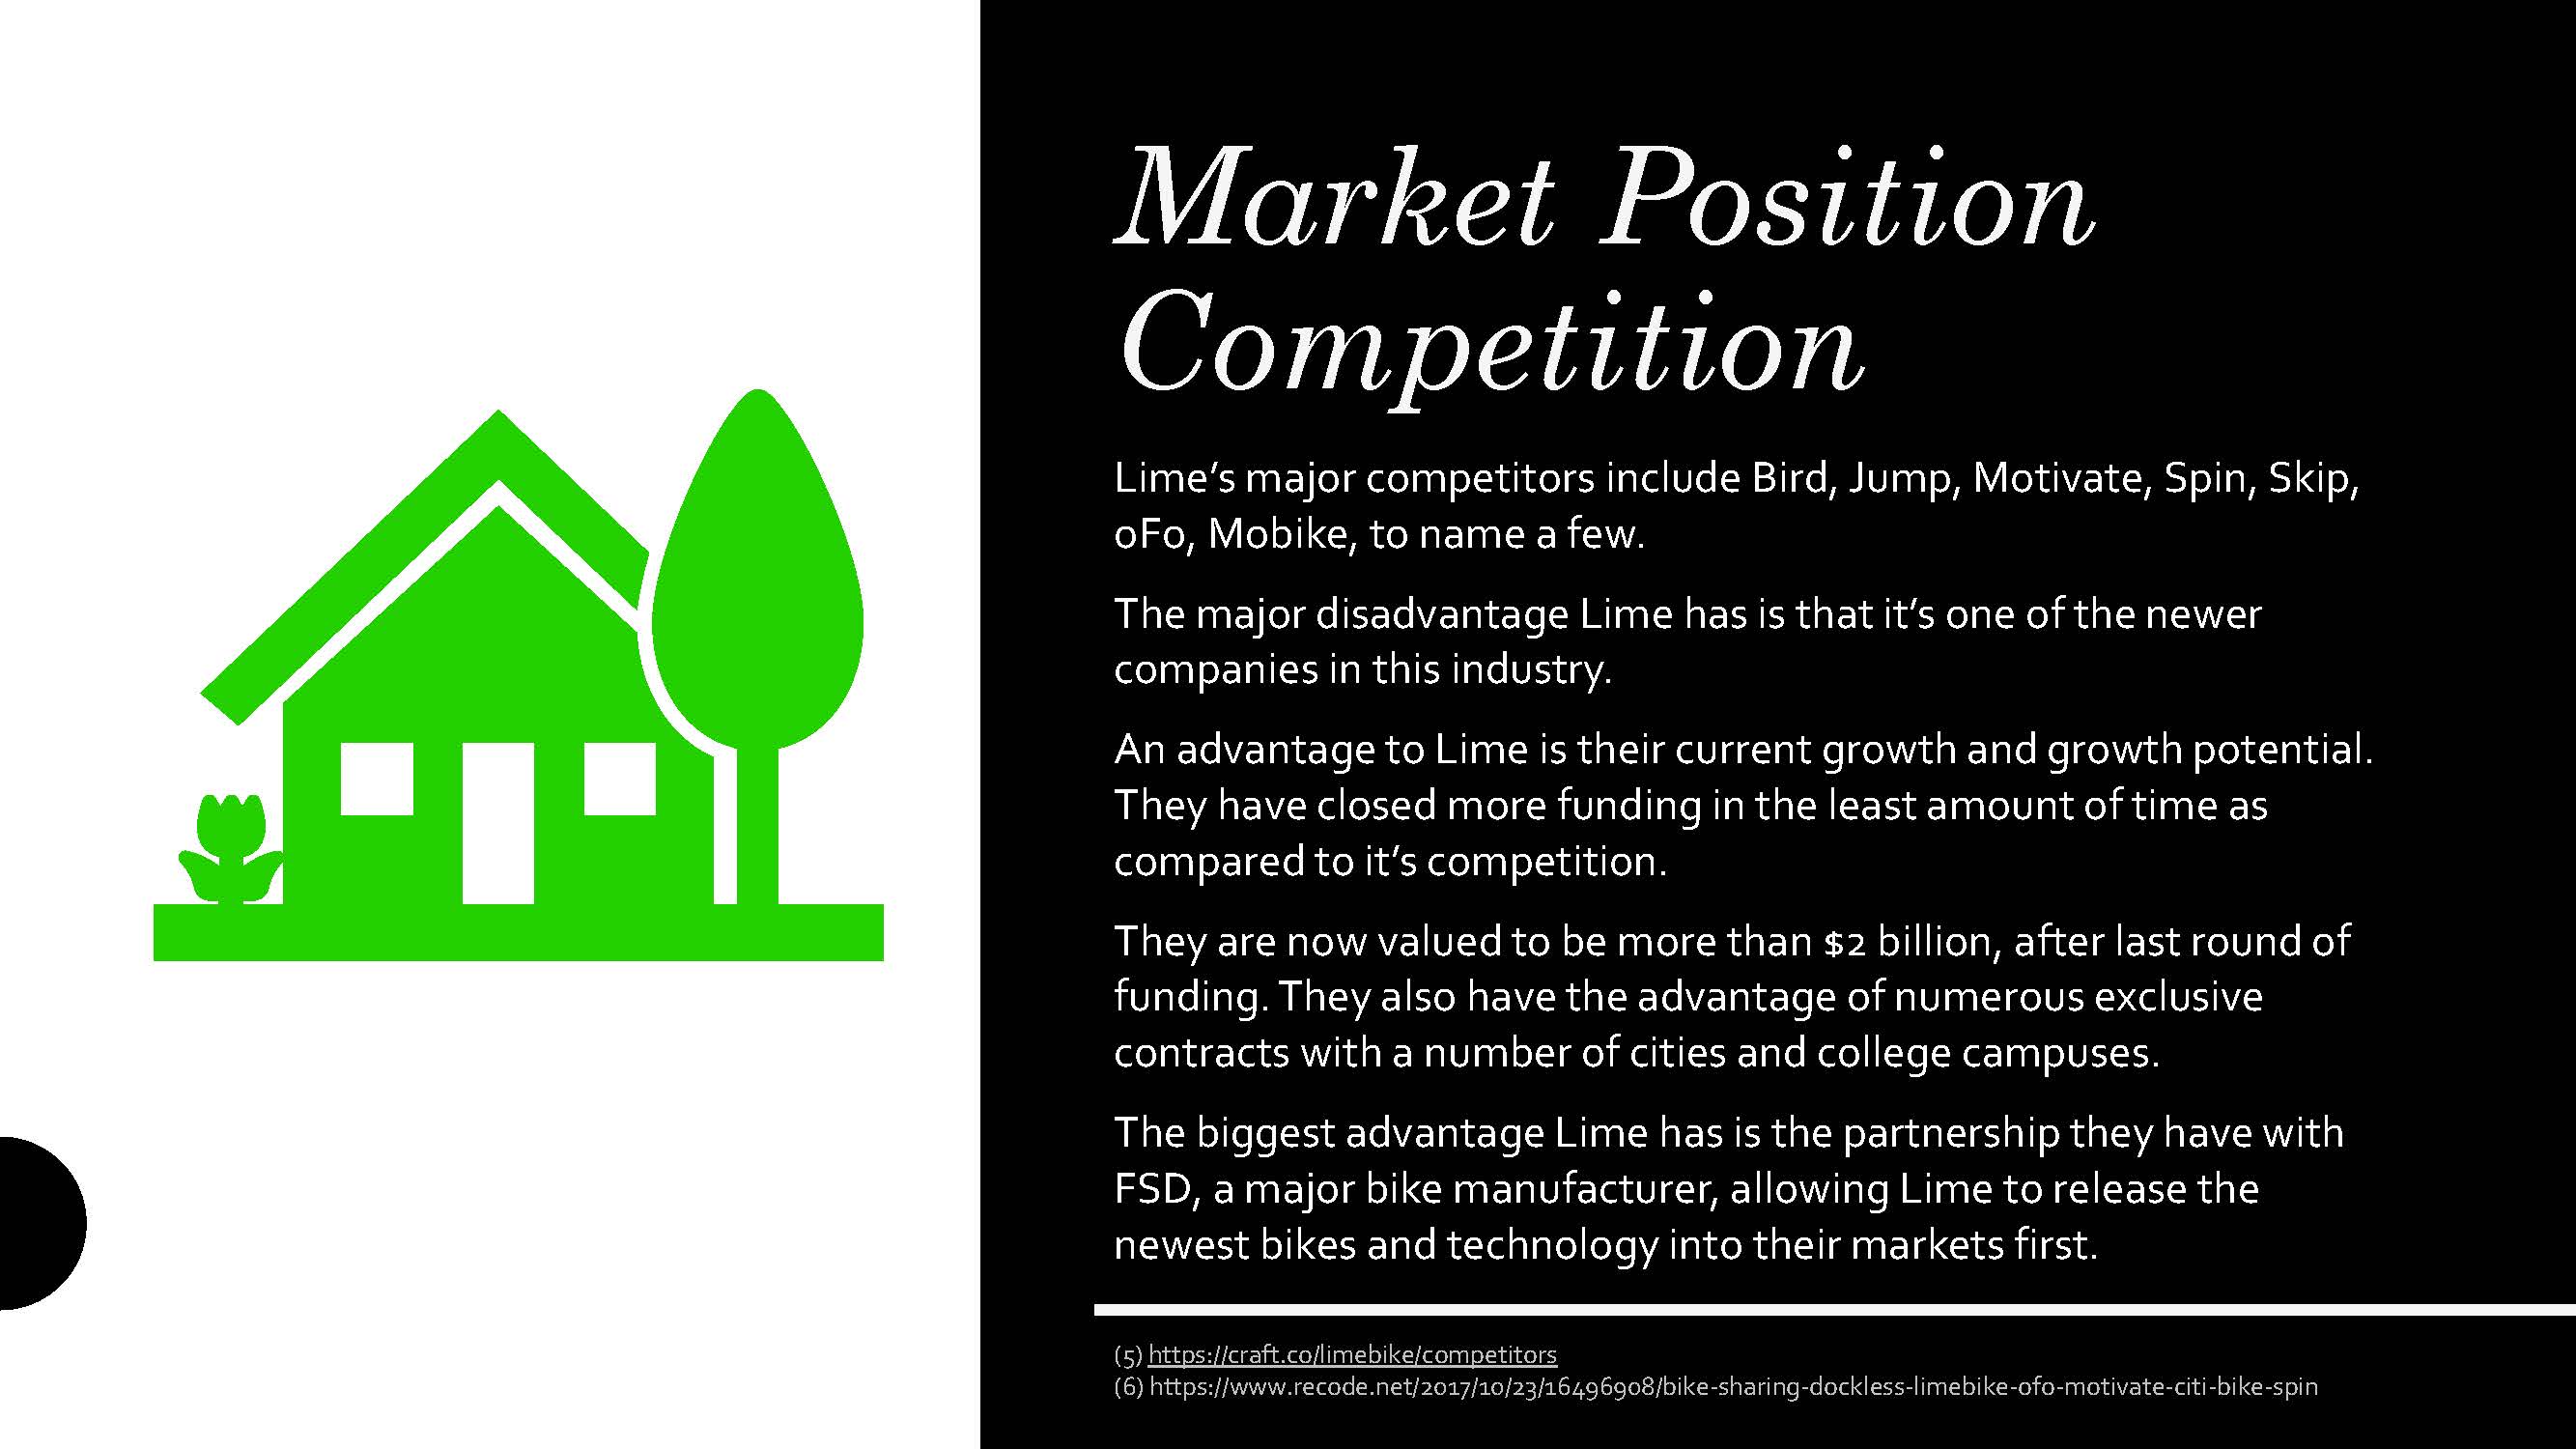 Market Position
Competition
Lime’s major competitors include Bird, Jump, Motivate, Spin, Skip,
oFo, Mobike, to name a few.
The major disadvantage Lime has is that it’s one of the newer
companies in this industry.
An advantage to Lime is their current growth and growth potential.
They have closed more funding in the least amount of time as
compared to it’s competition.
They are now valued to be more than $2 billion, after last round of
funding. They also have the advantage of numerous exclusive
contracts with a number of cities and college campuses.
The biggest advantage Lime has is the partnership they have with
FSD, a major bike manufacturer, allowing Lime to release the
newest bikes and technology into their markets first.
(5) https://craft.co/limebike/competitors
(6) https://www.recode.net/2017/10/23/16496908/bike-sharing-dockless-limebike-ofo-motivate-citi-bike-spin